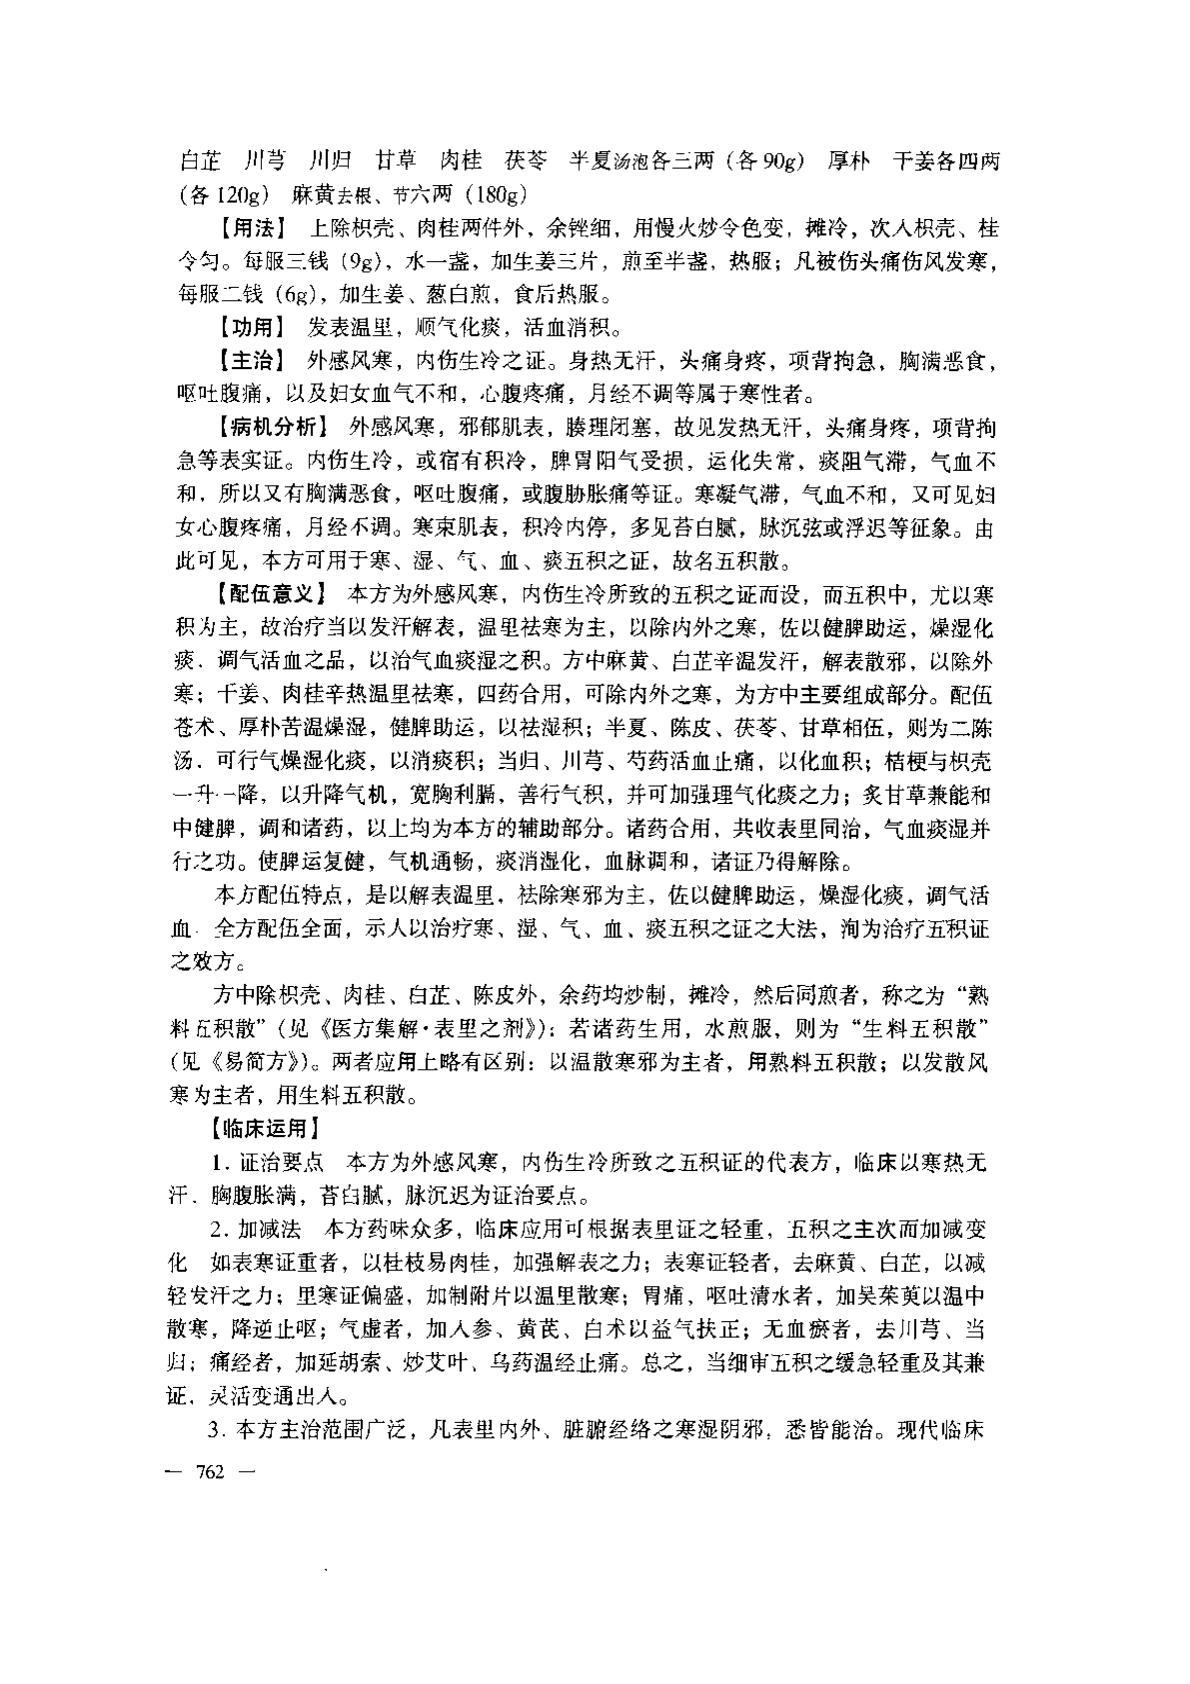 白芷　川芎　川归　甘草　肉桂　茯苓　半夏汤泡各三两（各90g）　厚朴　干姜各四两
（各120g）　麻黄去根、节六两（180g）
【用法】　上除枳壳、肉桂两件外，余锉细，用慢火炒令色变，摊冷，次入枳壳、桂
令匀。每服三钱（9g），水一盏，加生姜三片，煎至半盏，热服；凡被伤头痛伤风发寒，
每服二钱（6g），加生姜、葱白煎，食后热服。
【功用】　发表温里，顺气化痰，活血消积。
【主治】　外感风寒，内伤生冷之证。身热无汗，头痛身疼，项背拘急，胸满恶食，
呕吐腹痛，以及妇女血气不和，心腹疼痛，月经不调等属于寒性者。
【病机分析】　外感风寒，邪郁肌表，腠理闭塞，故见发热无汗，头痛身疼，项背拘
急等表实证。内伤生冷，或宿有积冷，脾胃阳气受损，运化失常，痰阻气滞，气血不
和，所以又有胸满恶食，呕吐腹痛，或腹胁胀痛等证。寒凝气滞，气血不和，又可见妇
女心腹疼痛，月经不调。寒束肌表，积冷内停，多见苔白腻，脉沉弦或浮迟等征象。由
此可见，本方可用于寒、湿、气、血、痰五积之证，故名五积散。
【配伍意义】　本方为外感风寒，内伤生冷所致的五积之证而设，而五积中，尤以寒
积为主，故治疗当以发汗解表，温里祛寒为主，以除内外之寒，佐以健脾助运，燥湿化
痰．调气活血之品，以治气血痰湿之积。方中麻黄、白芷辛温发汗，解表散邪，以除外
寒；干姜、肉桂辛热温里祛寒，四药合用，可除内外之寒，为方中主要组成部分。配伍
苍术、厚朴苦温燥湿，健脾助运，以祛湿积；半夏、陈皮、茯苓、甘草相伍，则为二陈
汤．可行气燥湿化痰，以消痰积；当归、川芎、芍药活血止痛，以化血积；桔梗与枳壳
一升一降，以升降气机，宽胸利膈，善行气积，并可加强理气化痰之力；炙甘草兼能和
中健脾，调和诸药，以上均为本方的辅助部分。诸药合用，共收表里同治，气血痰湿并
行之功。使脾运复健，气机通畅，痰消湿化，血脉调和，诸证乃得解除。
本方配伍特点，是以解表温里，祛除寒邪为主，佐以健脾助运，燥湿化痰，调气活
血．全方配伍全面，示人以治疗寒、湿、气、血、痰五积之证之大法，洵为治疗五积证
之效方。
方中除枳壳、肉桂、白芷、陈皮外，余药均炒制，摊冷，然后同煎者，称之为“熟
料五积散”（见《医方集解·表里之剂》）；若诸药生用，水煎服，则为“生料五积散”
（见《易简方》）。两者应用上略有区别：以温散寒邪为主者，用熟料五积散；以发散风
寒为主者，用生料五积散。
【临床运用】
1. 证治要点　本方为外感风寒，内伤生冷所致之五积证的代表方，临床以寒热无
汗．胸腹胀满，苔白腻，脉沉迟为证治要点。
2. 加减法　本方药味众多，临床应用可根据表里证之轻重，五积之主次而加减变
化　如表寒证重者，以桂枝易肉桂，加强解表之力；表寒证轻者，去麻黄、白芷，以减
轻发汗之力；里寒证偏盛，加制附片以温里散寒；胃痛，呕吐清水者，加吴茱萸以温中
散寒，降逆止呕；气虚者，加人参、黄芪、白术以益气扶正；无血瘀者，去川芎、当
归；痛经者，加延胡索、炒艾叶、乌药温经止痛。总之，当细审五积之缓急轻重及其兼
证，灵活变通出入。
3. 本方主治范围广泛，凡表里内外、脏腑经络之寒湿阴邪，悉皆能治。现代临床
— 762 —